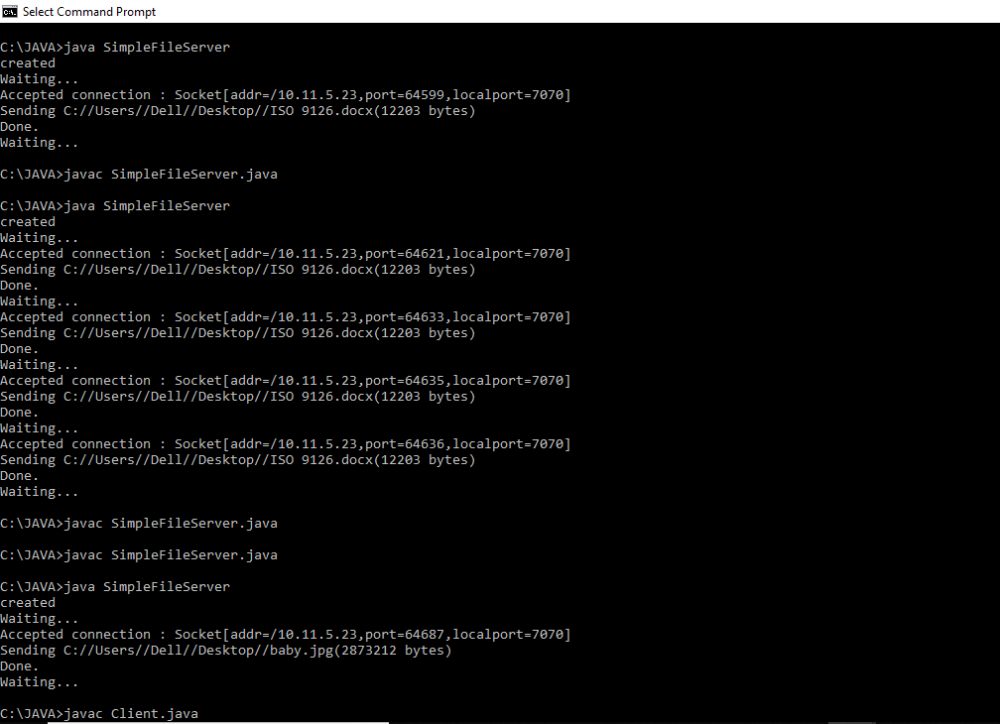 Select Command Prompt
C:\JAVA>java SimpleFileServer
created
Waiting...
Accepted connection : Socket[addr=/10.11.5.23,port=64599,localport=7070]
Sending C://Users//Dell//Desktop//ISO 9126.docx(12203 bytes)
Done.
Waiting...
C:\JAVA>javac SimpleFileServer.java
C:\JAVA>java SimpleFileServer
created
Waiting...
Accepted connection : Socket[addr=/10.11.5.23,port=64621,localport=7070]
Sending C://Users//Dell//Desktop//ISO 9126.docx(12203 bytes)
Done.
Waiting...
Accepted connection : Socket[addr=/10.11.5.23,port=64633,localport=7070]
Sending C://Users//Dell//Desktop//ISO 9126.docx(12203 bytes)
Done.
Waiting...
Accepted connection : Socket[addr=/10.11.5.23,port=64635,localport=7070]
Sending C://Users//Dell//Desktop//ISO 9126.docx(12203 bytes)
Done.
Waiting...
Accepted connection : Socket[addr=/10.11.5.23,port=64636,localport=7070]
Sending C://Users//Dell//Desktop//ISO 9126.docx(12203 bytes)
Done.
Waiting...
C:\JAVA>javac SimpleFileServer.java
C:\JAVA>javac SimpleFileServer.java
C:\JAVA>java SimpleFileServer
created
Waiting...
Accepted connection : Socket[addr=/10.11.5.23,port=64687,localport=7070]
Sending C://Users//Dell//Desktop//baby.jpg(2873212 bytes)
Done.
Waiting...
C:\JAVA>javac Client.java